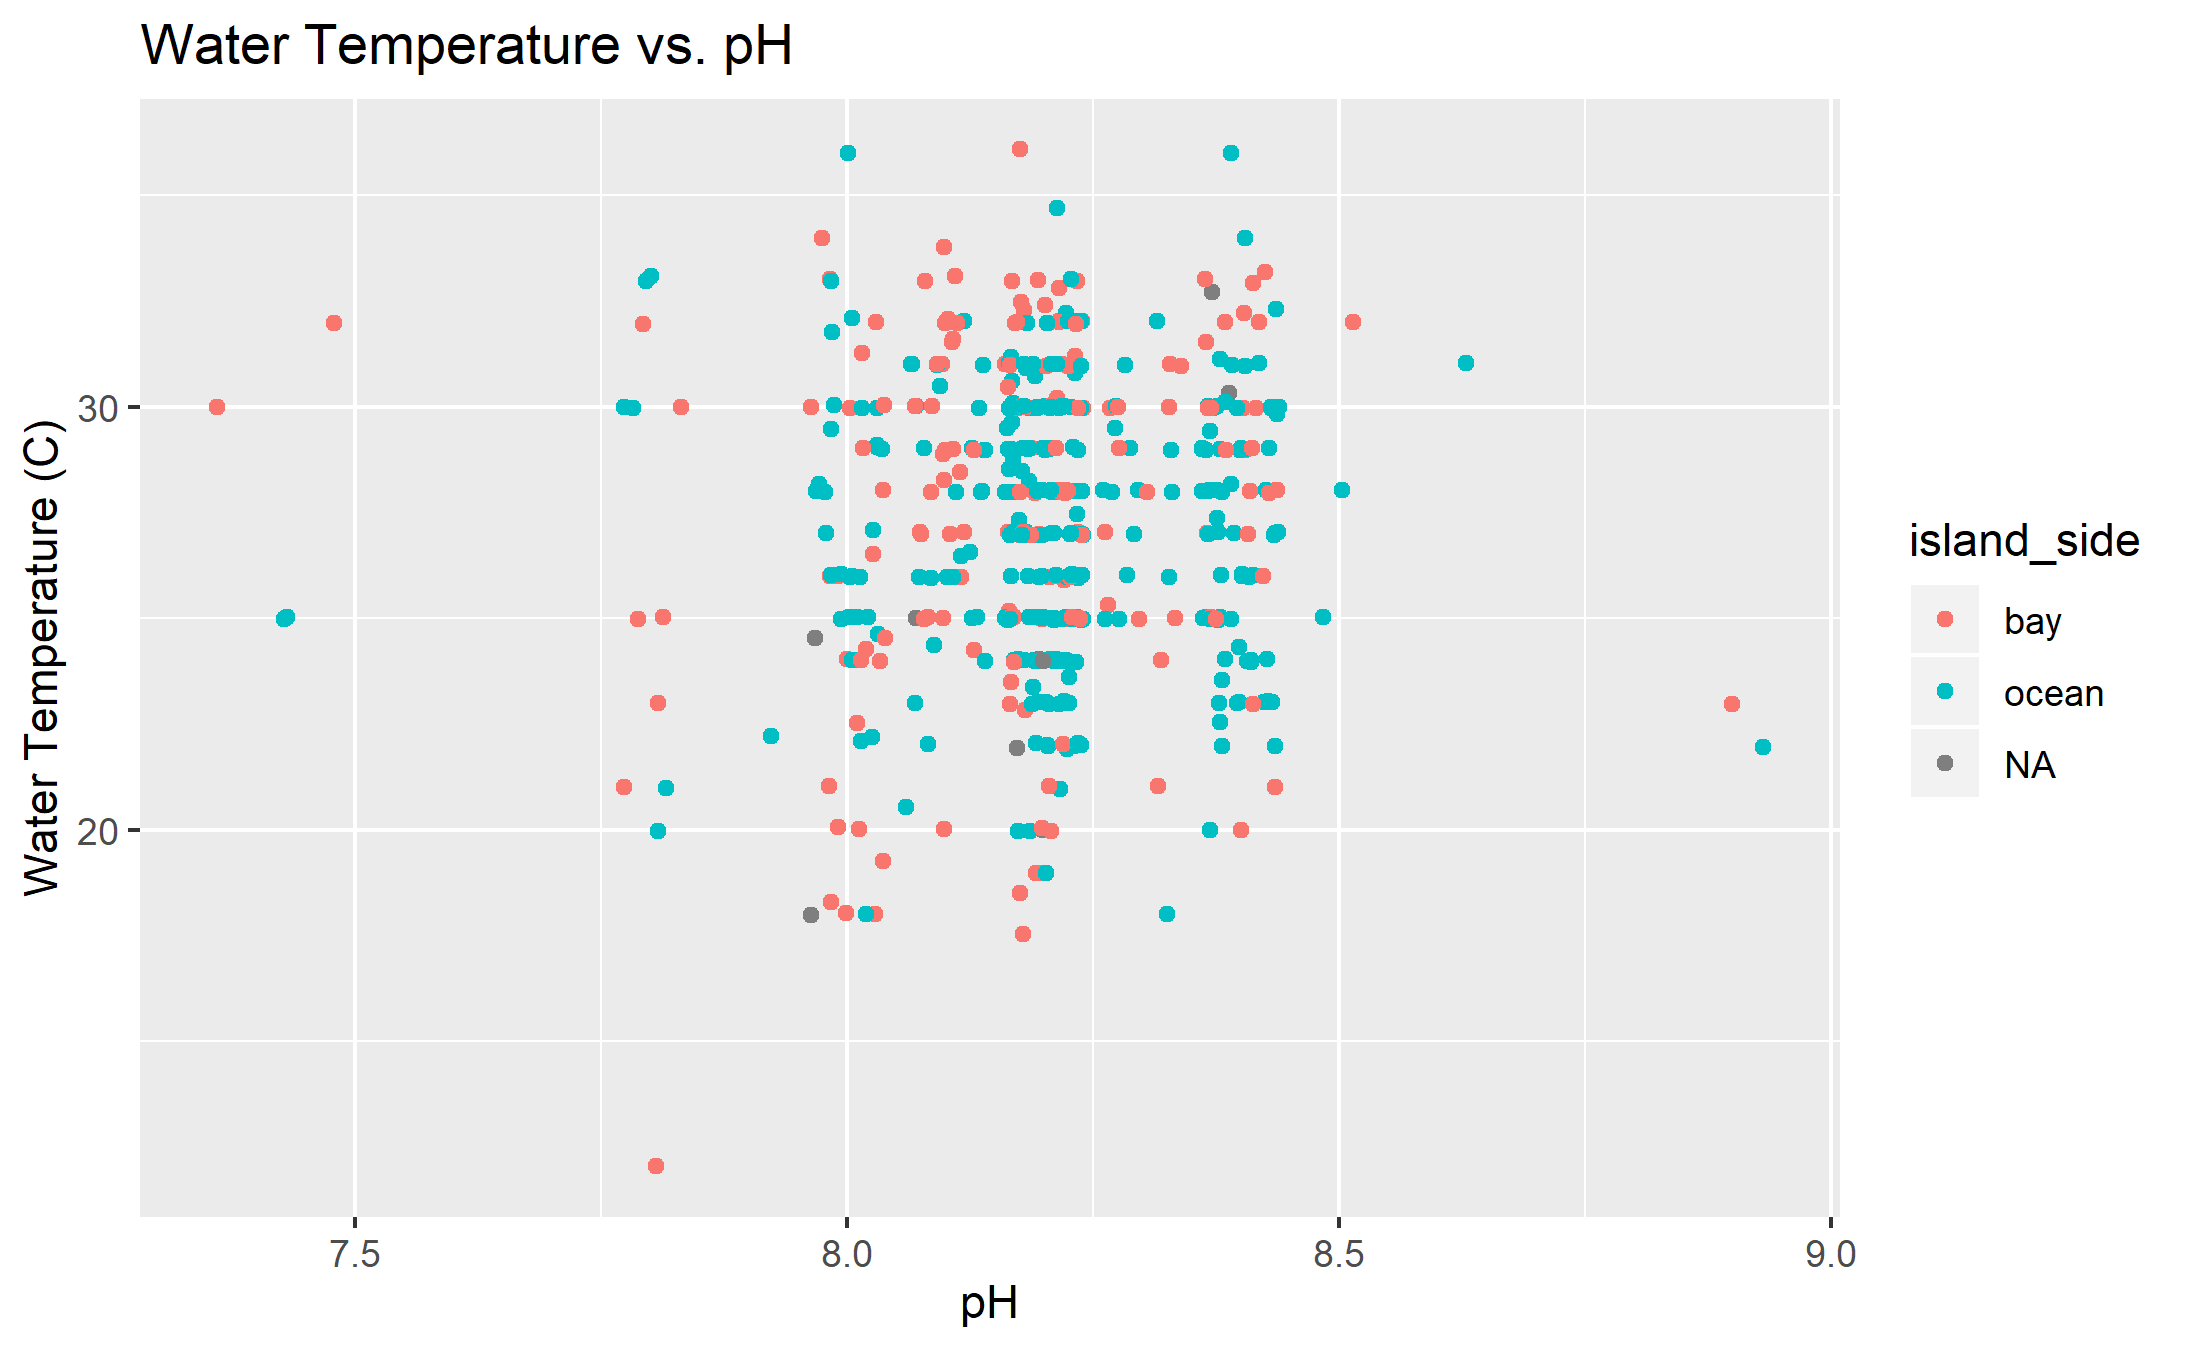 Water Temperature vs. pH
Water Temperature (C)
30
20
7.5 8.0 8.5 9.0
pH
island_side
bay
ocean
NA